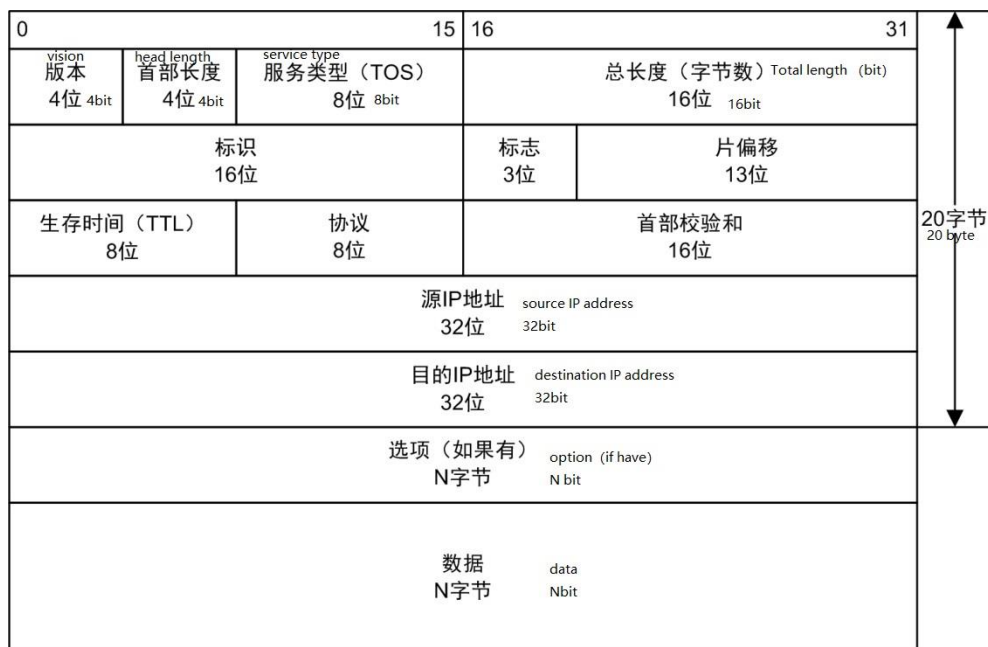 0 15 16 31
vision head length service type
版本 首部长度 服务类型（TOS） 总长度（字节数） Total length （bit）
4位 4bit 4位 4bit 8位 8bit 16位 16bit
标识 标志 片偏移
16位 3位 13位
生存时间（TTL） 协议 首部校验和 20字节
8位 8位 16位 20 byte
源IP地址 source IP address
32位 32bit
目的IP地址 destination IP address
32位 32bit
选项（如果有） option（if have）
N字节 N bit
数据 data
N字节 Nbit